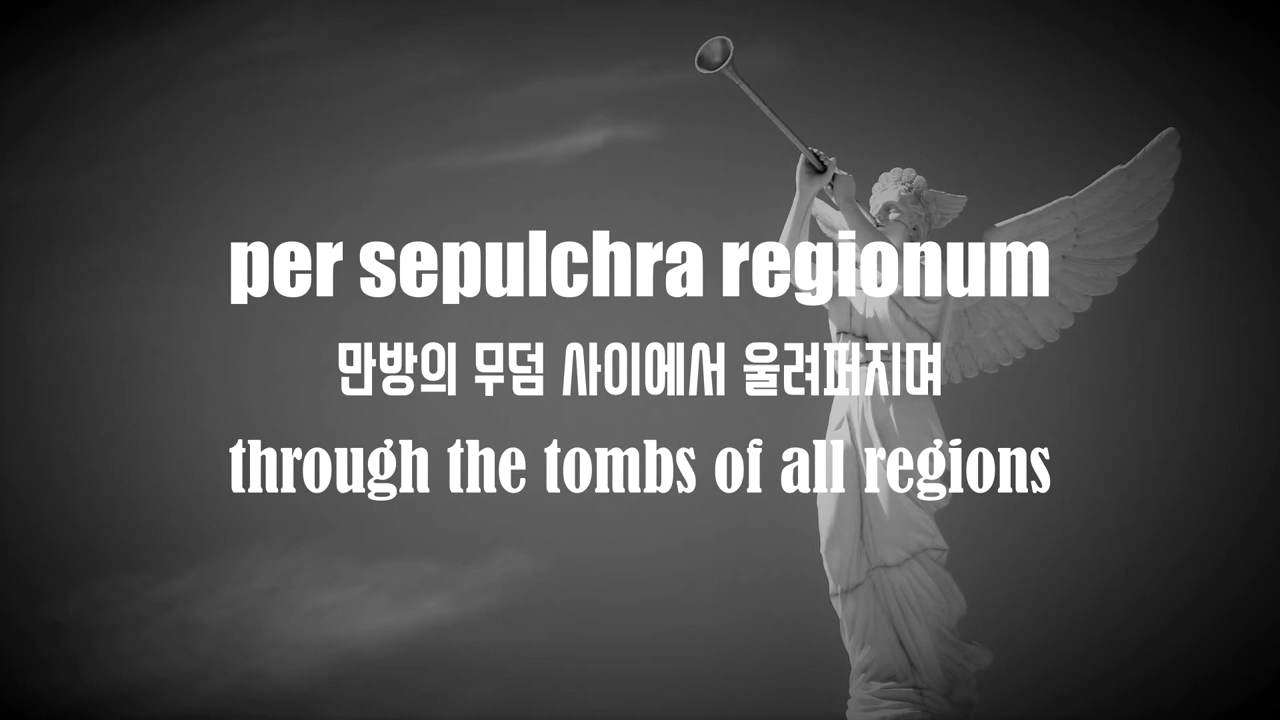 per sepulchra regionum
만방의 무덤 사이에서 울려퍼지며
through the tombs of all regions